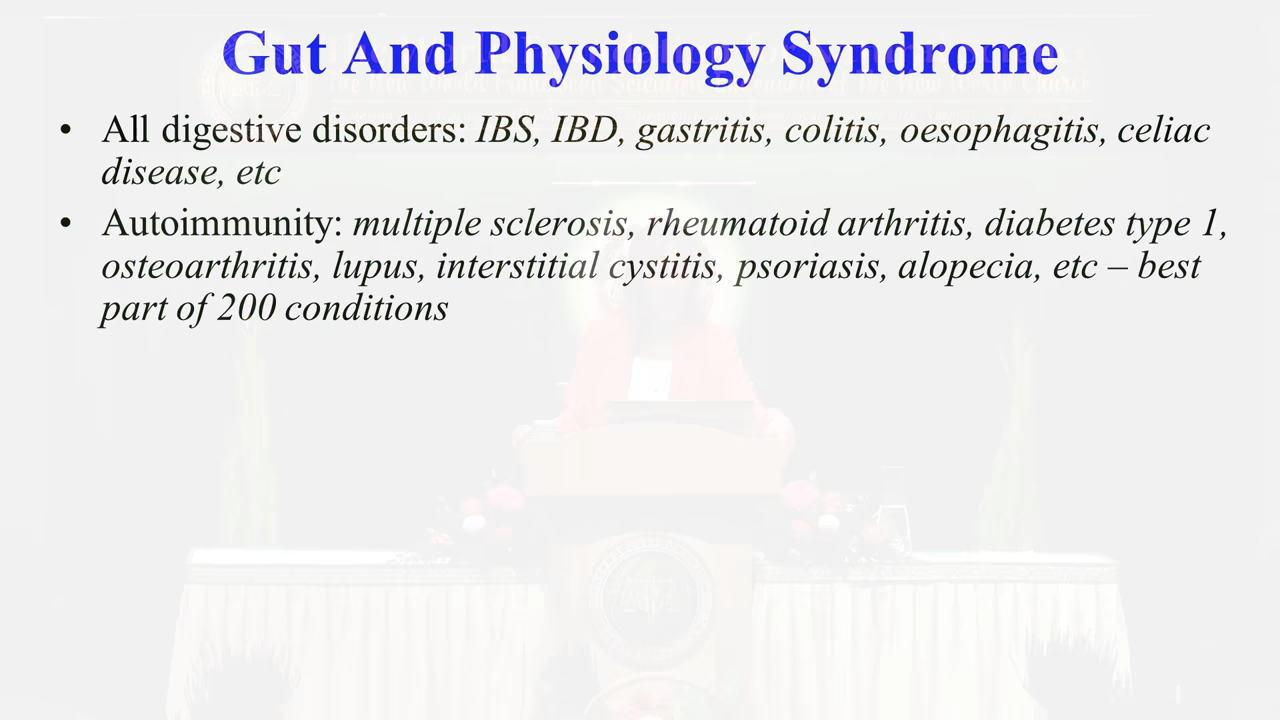 Gut And Physiology Syndrome
• All digestive disorders: IBS, IBD, gastritis, colitis, oesophagitis, celiac
disease, etc
• Autoimmunity: multiple sclerosis, rheumatoid arthritis, diabetes type 1,
osteoarthritis, lupus, interstitial cystitis, psoriasis, alopecia, etc – best
part of 200 conditions